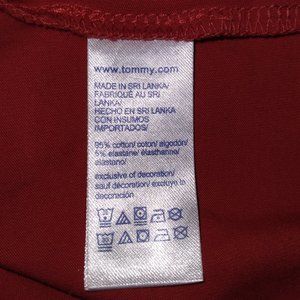 www.tommy.com
MADE IN SRI LANKA/
FABRIQUÉ AU SRI
LANKA/
HECHO EN SRI LANKA
CON INSUMOS
IMPORTADOS/
95% cotton/ coton/ algodón/
5% elastane/ élasthanne/
elastano/
exclusive of decoration/
sauf décoration/ excluye la
decoración